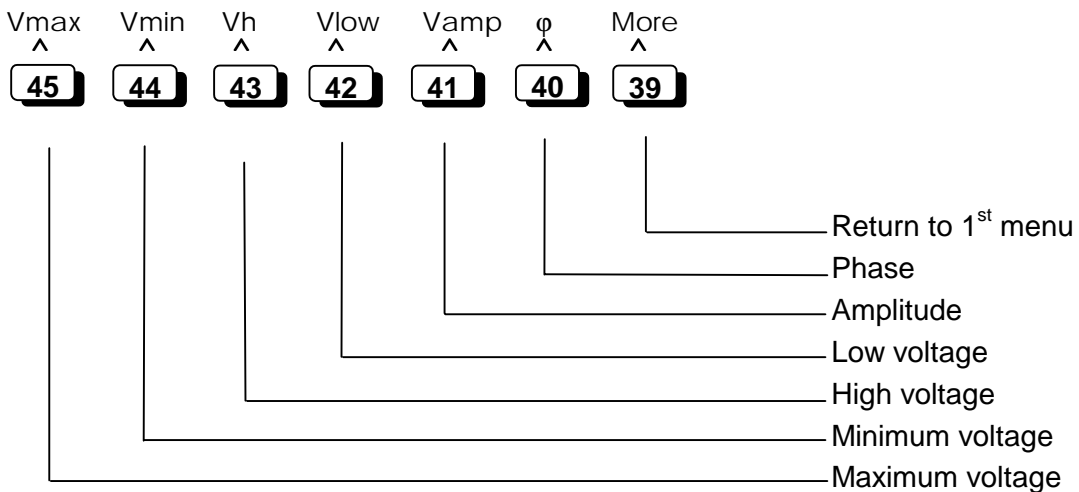 Vmax Vmin Vh Vlow Vamp φ More
^ ^ ^ ^ ^ ^ ^
45 44 43 42 41 40 39
Return to 1st menu
Phase
Amplitude
Low voltage
High voltage
Minimum voltage
Maximum voltage